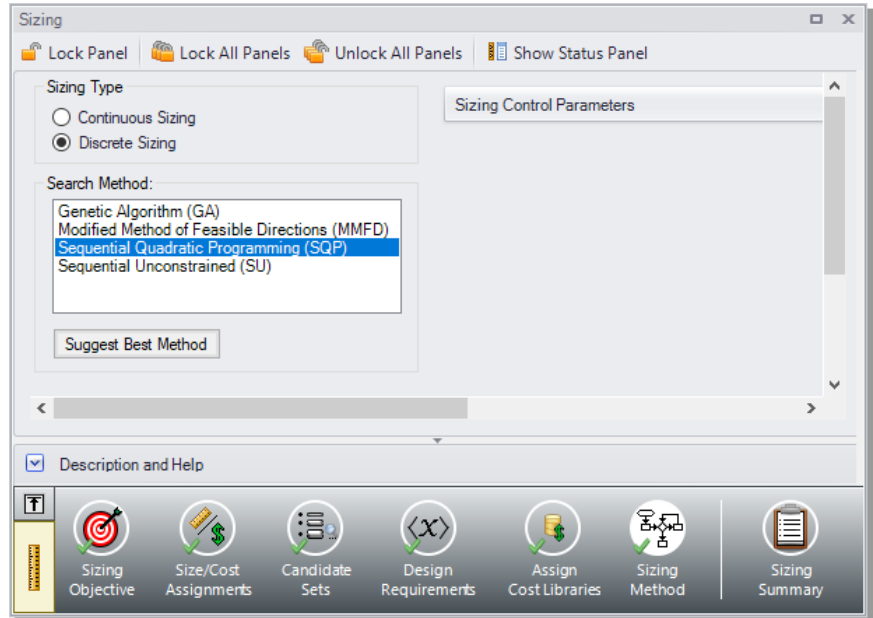 Sizing
Lock Panel
Lock All Panels
Unlock All Panels
Show Status Panel
Sizing Type
Continuous Sizing
Discrete Sizing
Sizing Control Parameters
Search Method:
Genetic Algorithm (GA)
Modified Method of Feasible Directions (MMFD)
Sequential Quadratic Programming (SQP)
Sequential Unconstrained (SU)
Suggest Best Method
Description and Help
Sizing
Objective
Size/Cost
Assignments
Candidate
Sets
Design
Requirements
Assign
Cost Libraries
Sizing
Method
Sizing
Summary